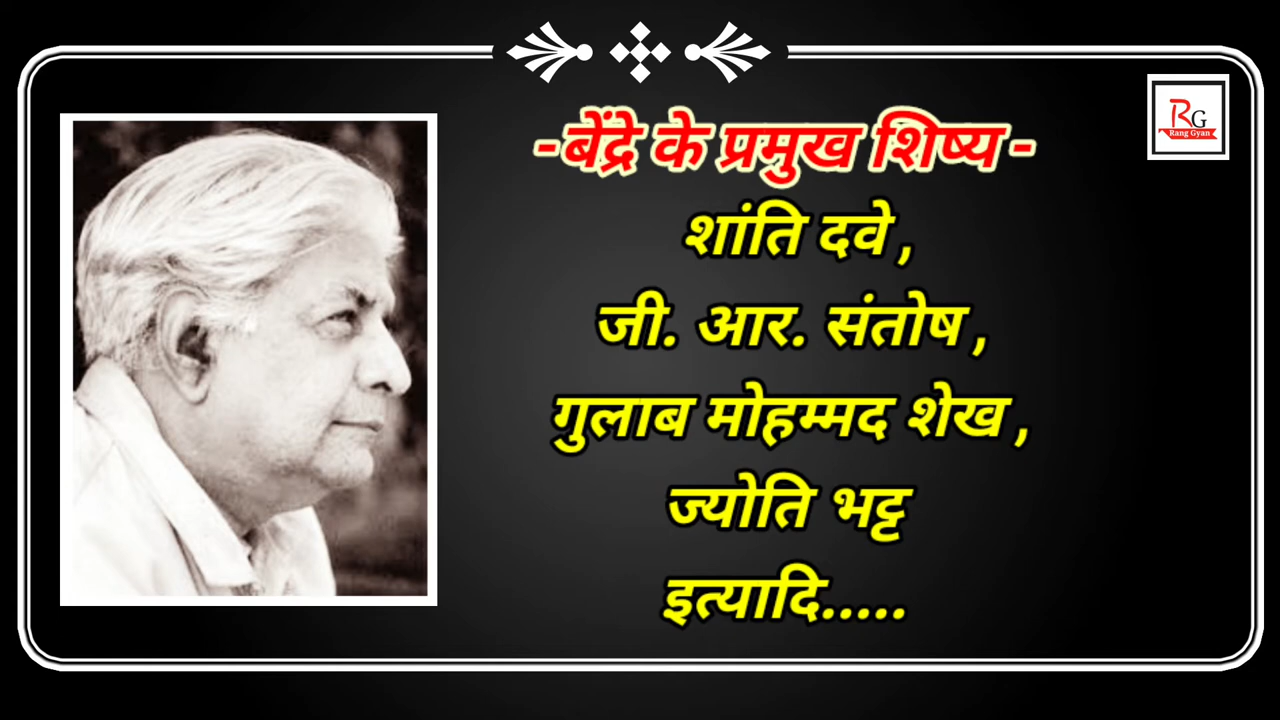 RG
Rang Gyan
-बेंद्रे के प्रमुख शिष्य-
शांति दवे ,
जी. आर. संतोष ,
गुलाब मोहम्मद शेख ,
ज्योति भट्ट
इत्यादि.....